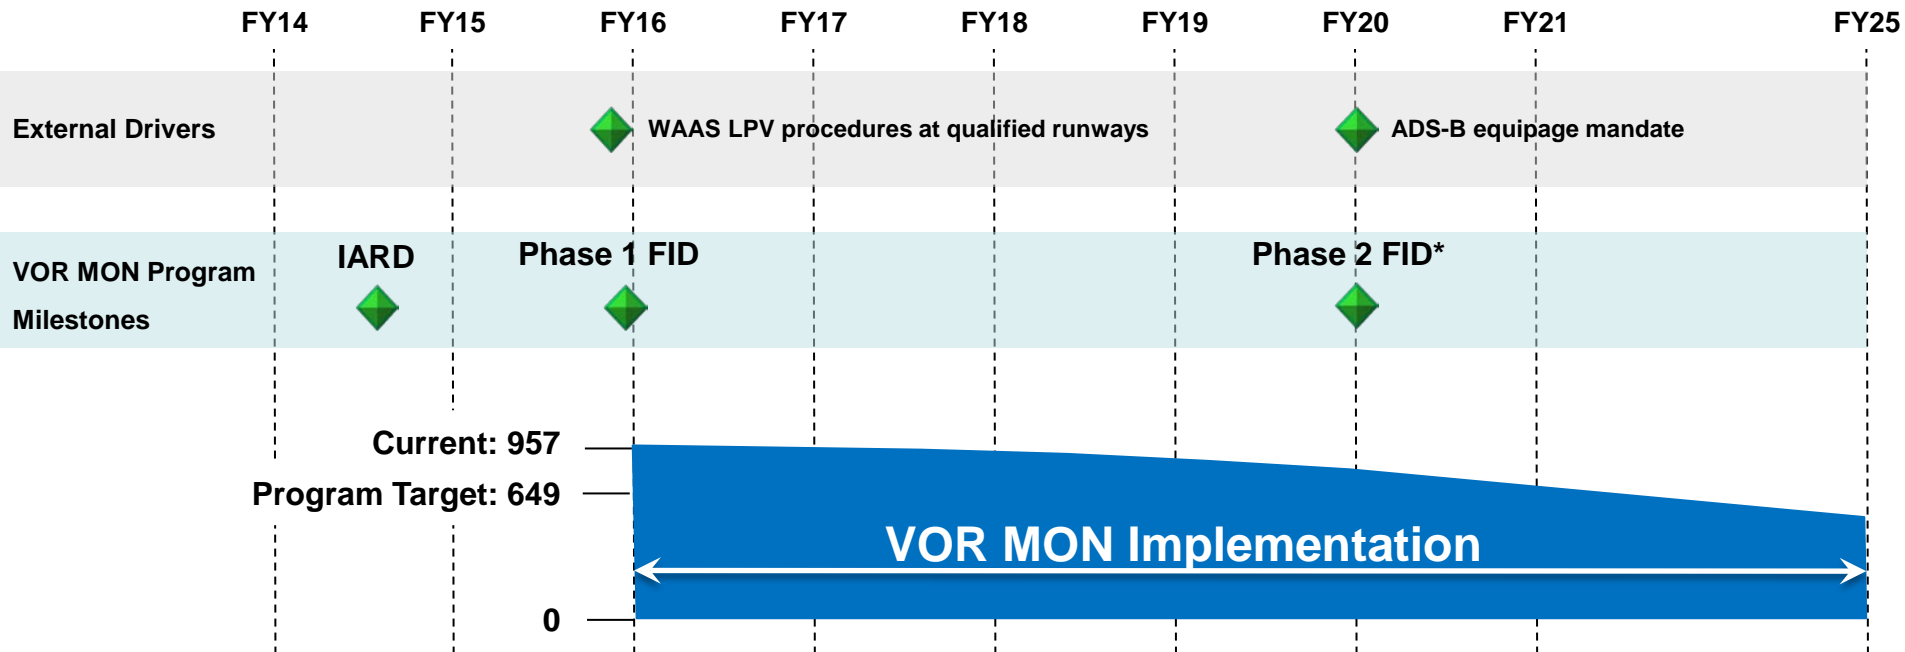 FY14 FY15 FY16 FY17 FY18 FY19 FY20 FY21 FY25
External Drivers
WAAS LPV procedures at qualified runways
ADS-B equipage mandate
VOR MON Program
Milestones
IARD
Phase 1 FID
Phase 2 FID*
Current: 957
Program Target: 649
VOR MON Implementation
0